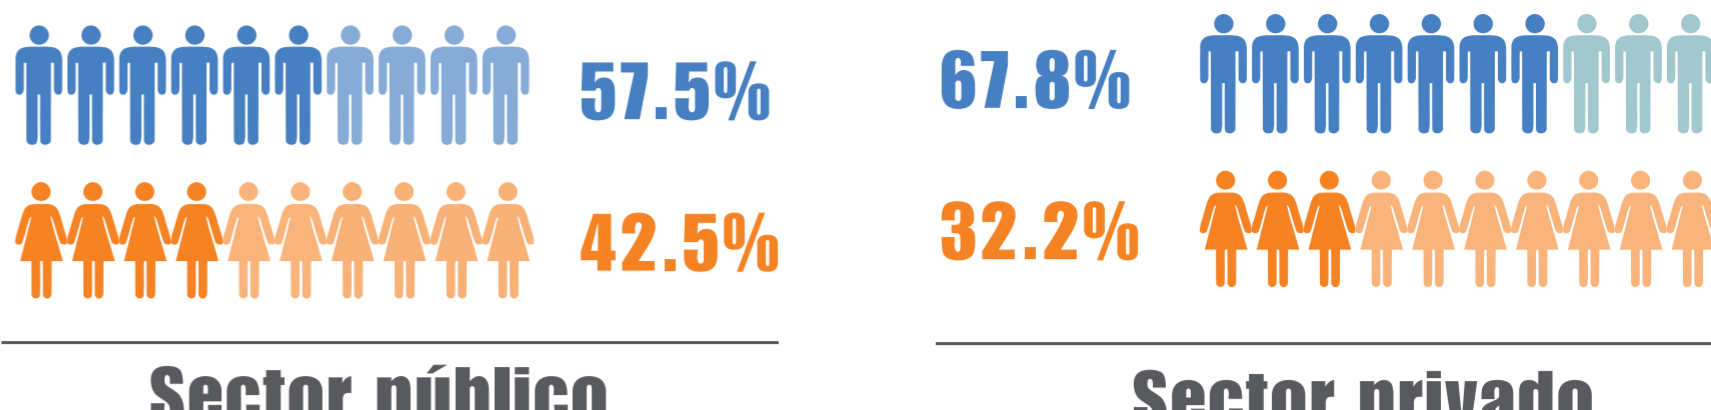 57.5%
42.5%
Sector público
67.8%
32.2%
Sector privado